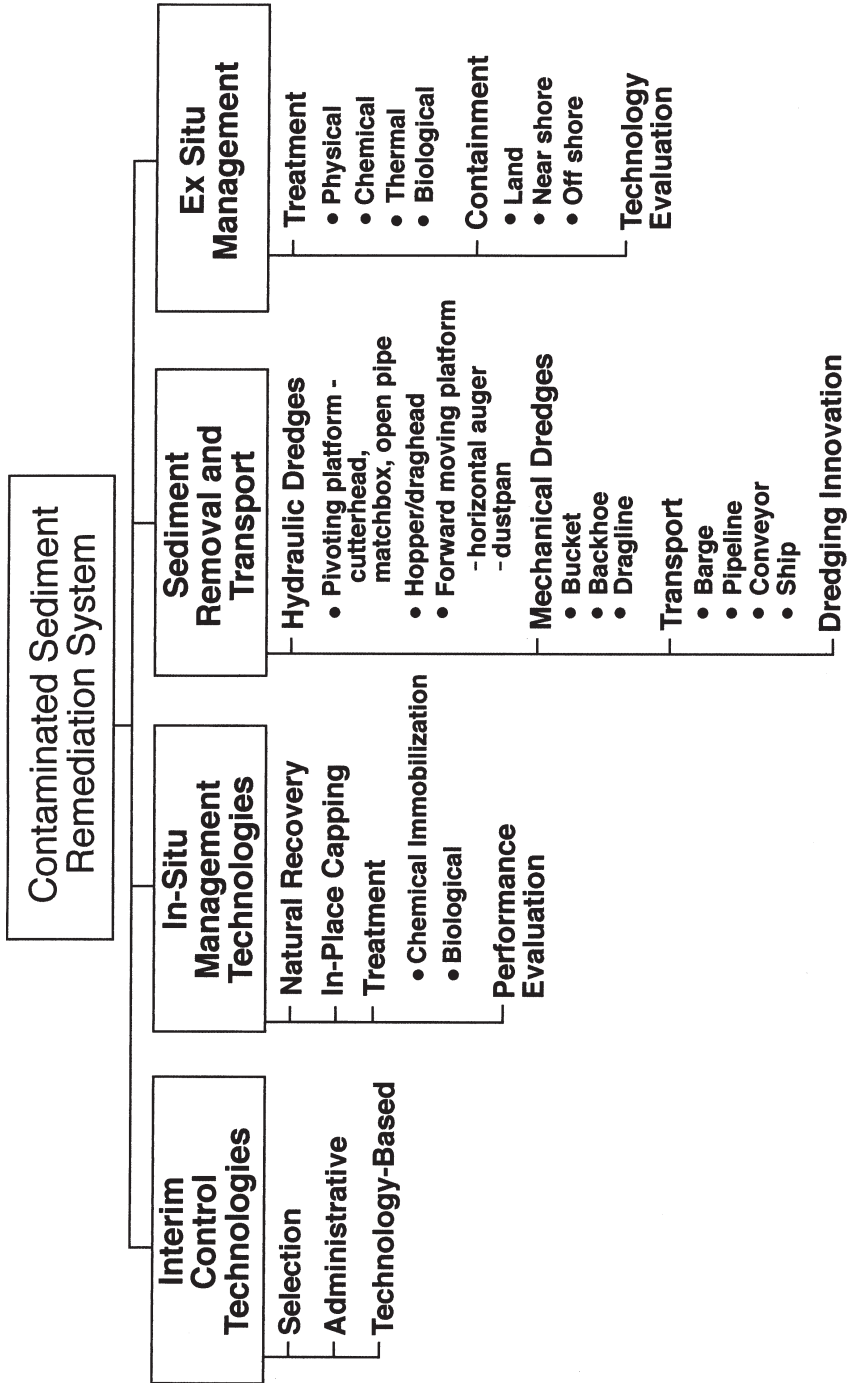 Contaminated Sediment
Remediation System
Interim
Control
Technologies
Selection
Administrative
Technology-Based
In-Situ
Management
Technologies
Natural Recovery
In-Place Capping
Treatment
• Chemical Immobilization
• Biological
Performance
Evaluation
Sediment
Removal and
Transport
Hydraulic Dredges
• Pivoting platform -
cutterhead,
matchbox, open pipe
• Hopper/draghead
• Forward moving platform
-horizontal auger
-dustpan
Mechanical Dredges
• Bucket
• Backhoe
• Dragline
Transport
• Barge
• Pipeline
• Conveyor
• Ship
Dredging Innovation
Ex Situ
Management
Treatment
• Physical
• Chemical
• Thermal
• Biological
Containment
• Land
• Near shore
• Off shore
Technology
Evaluation